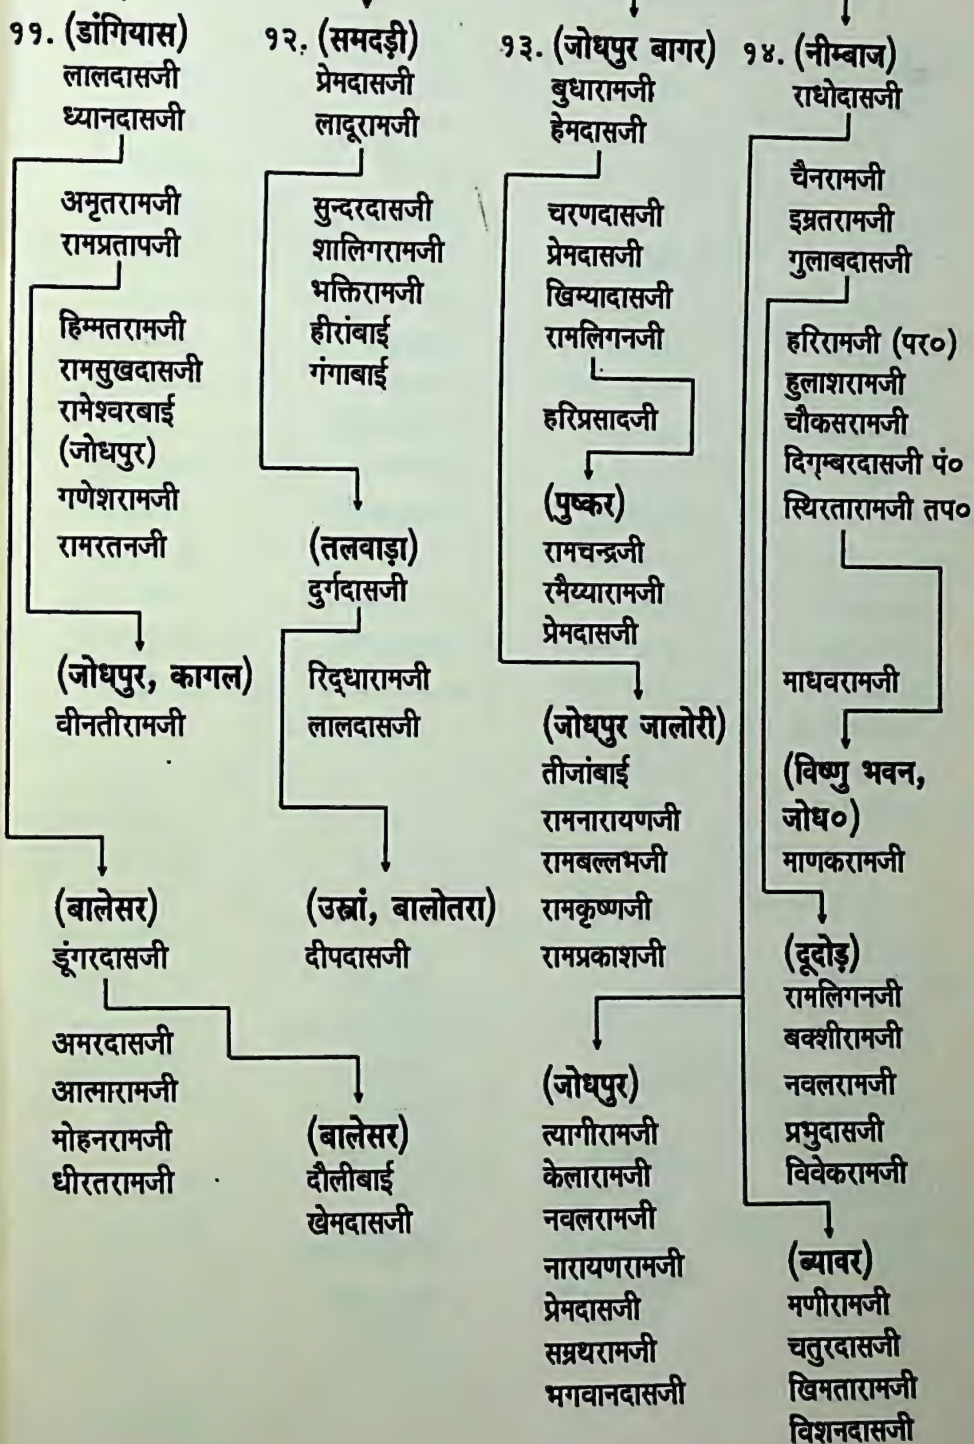 ११. (डांगियास)
लालदासजी
ध्यानदासजी
अमृतरामजी
रामप्रतापजी
हिम्मतरामजी
रामसुखदासजी
रामेश्वरबाई
(जोधपुर)
गणेशरामजी
रामरतनजी
(जोधपुर, कागल)
वीनतीरामजी
(बालेसर)
डूंगरदासजी
अमरदासजी
आत्मारामजी
मोहनरामजी
धीरतरामजी
१२. (समदड़ी)
प्रेमदासजी
लादूरामजी
सुन्दरदासजी
शालिगरामजी
भक्तिरामजी
हीरांबाई
गंगाबाई
(तलवाड़ा)
दुर्गदासजी
रिद्धारामजी
लालदासजी
(उस्त्रां, बालोतरा)
दीपदासजी
(बालेसर)
दौलीबाई
खेमदासजी
१३. (जोधपुर बागर)
बुधारामजी
हेमदासजी
चरणदासजी
प्रेमदासजी
खिम्यादासजी
रामलिगनजी
हरिप्रसादजी
(पुष्कर)
रामचन्द्रजी
रमैय्यारामजी
प्रेमदासजी
(जोधपुर जालोरी)
तीजांबाई
रामनारायणजी
रामबल्लभजी
रामकृष्णजी
रामप्रकाशजी
(जोधपुर)
त्यागीरामजी
केलारामजी
नवलरामजी
नारायणरामजी
प्रेमदासजी
सम्रथरामजी
भगवानदासजी
१४. (नीम्बाज)
राधोदासजी
चैनरामजी
इम्रतरामजी
गुलाबदासजी
हरिरामजी (पर०)
हुलाशरामजी
चौकसरामजी
दिगम्बरदासजी पं०
स्थिरतारामजी तप०
माधवरामजी
(विष्णु भवन,
जोध०)
माणकरामजी
(दूदोड़)
रामलिगनजी
बक्शीरामजी
नवलरामजी
प्रभुदासजी
विवेकरामजी
(ब्यावर)
मणीरामजी
चतुरदासजी
खिमतारामजी
विशनदासजी